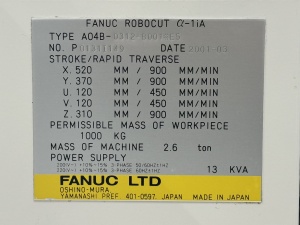 FANUC ROBOCUT α-1iA
TYPE A04B-
NO. P DATE
STROKE/RAPID TRAVERSE
X. 520 MM / 900 MM/MIN
Y. 370 MM / 900 MM/MIN
U. 120 MM / 900 MM/MIN
V. 120 MM / 450 MM/MIN
Z. 310 MM / 900 MM/MIN
PERMISSIBLE MASS OF WORKPIECE
1000 KG
MASS OF MACHINE 2.6 ton
POWER SUPPLY
13 KVA
FANUC LTD
OSHINO-MURA
YAMANASHI PREF. 401-0597, JAPAN MADE IN JAPAN